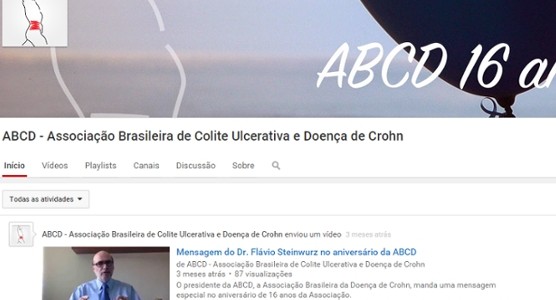 ABCD 16
ABCD - Associação Brasileira de Colite Ulcerativa e Doença de Crohn
Início Vídeos Playlists Canais Discussão Sobre
Todas as atividades
ABCD - Associação Brasileira de Colite Ulcerativa e Doença de Crohn enviou um vídeo 3 meses atrás
Mensagem do Dr. Flávio Steinwurz no aniversário da ABCD
de ABCD - Associação Brasileira de Colite Ulcerativa e Doença de Crohn
3 meses atrás • 87 visualizações
O presidente da ABCD, a Associação Brasileira da Doença de Crohn, manda uma mensagem
especial no aniversário de 16 anos da Associação.